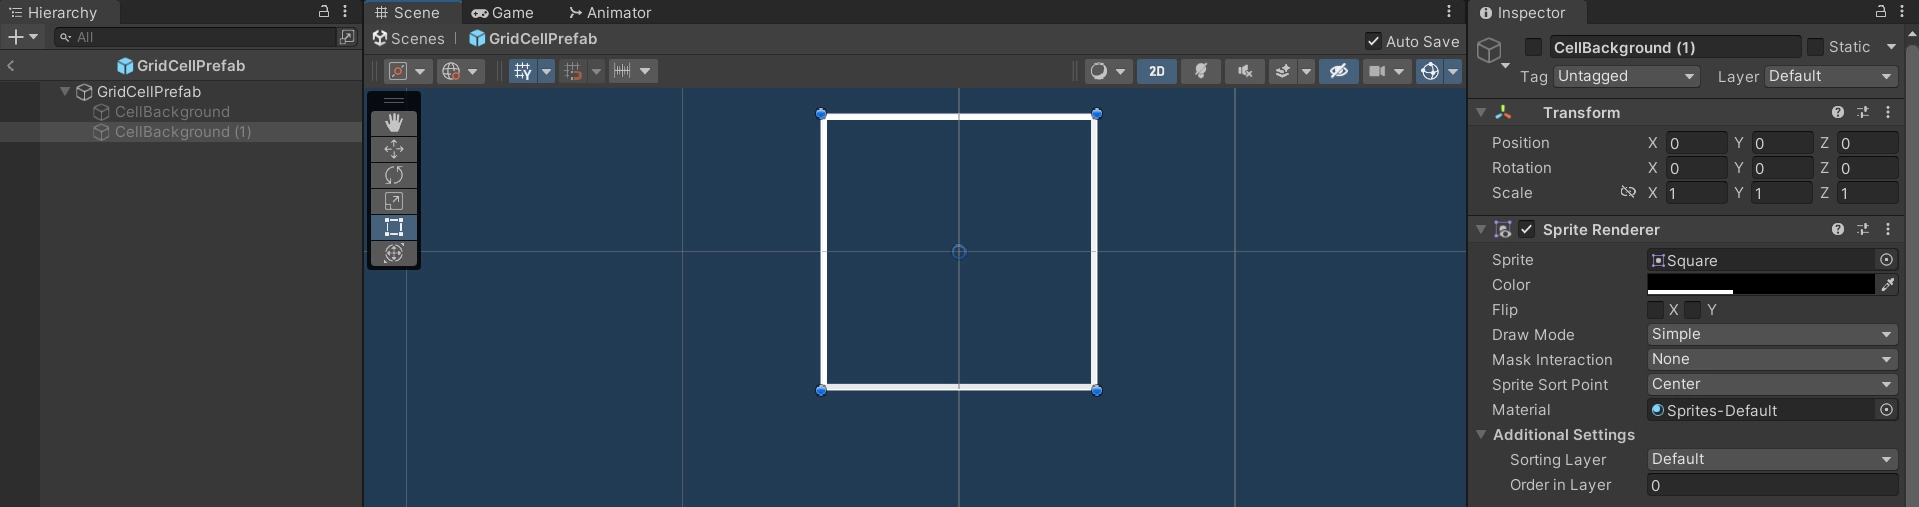 Hierarchy
All
GridCellPrefab
GridCellPrefab
CellBackground
CellBackground (1)
Scene Game Animator
Scenes | GridCellPrefab Auto Save
2D
Inspector
CellBackground (1) Static
Tag Untagged Layer Default
Transform
Position X 0 Y 0 Z 0
Rotation X 0 Y 0 Z 0
Scale X 1 Y 1 Z 1
Sprite Renderer
Sprite Square
Color
Flip X Y
Draw Mode Simple
Mask Interaction None
Sprite Sort Point Center
Material Sprites-Default
Additional Settings
Sorting Layer Default
Order in Layer 0